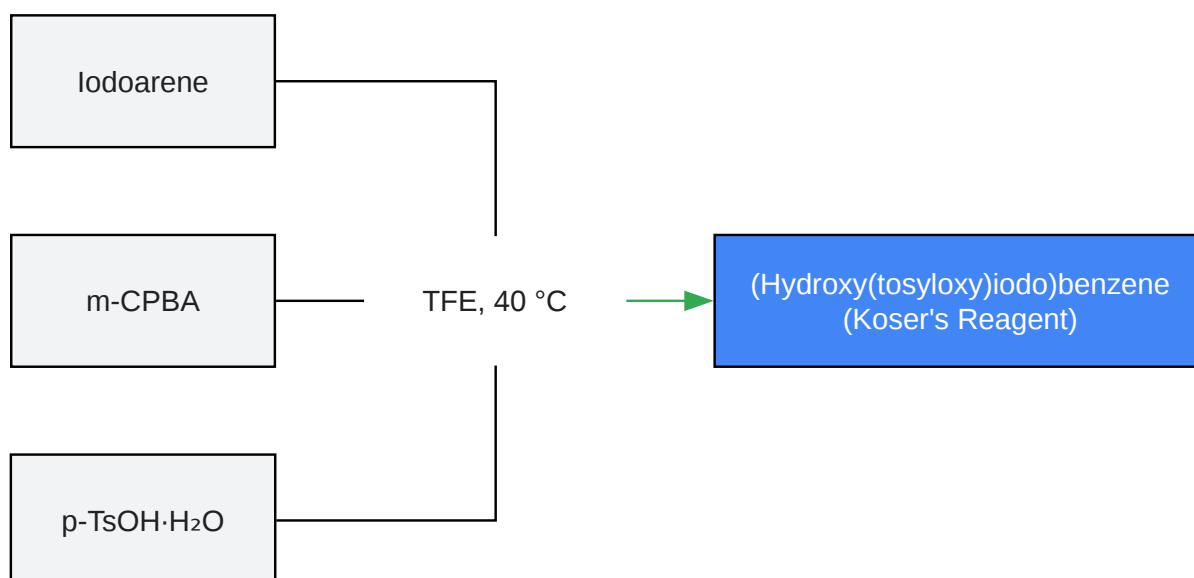 Iodoarene
m-CPBA
TFE, 40 °C
(Hydroxy(tosyloxy)iodo)benzene
(Koser's Reagent)
p-TsOH·H₂O